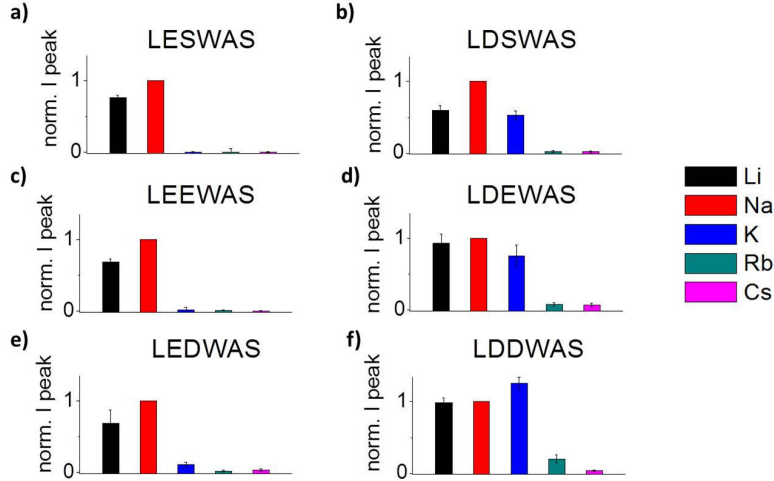 a)
LESWAS
norm. I peak
1
0
b)
LDSWAS
norm. I peak
1
0
c)
LEEWAS
norm. I peak
1
0
d)
LDEWAS
norm. I peak
1
0
e)
LEDWAS
norm. I peak
1
0
f)
LDDWAS
norm. I peak
1
0
Li
Na
K
Rb
Cs